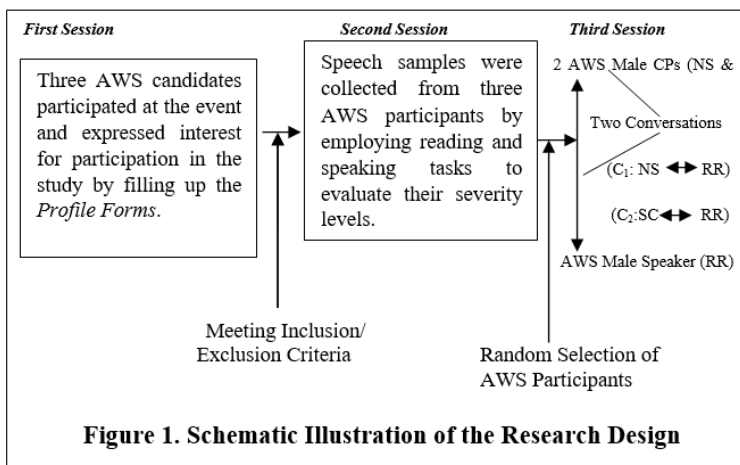 First Session
Second Session
Third Session
Three AWS candidates
participated at the event
and expressed interest
for participation in the
study by filling up the
Profile Forms.
Speech samples were
collected from three
AWS participants by
employing reading and
speaking tasks to
evaluate their severity
levels.
2 AWS Male CPs (NS &
Two Conversations
(C₁: NS ↔ RR)
(C₂:SC↔ RR)
AWS Male Speaker (RR)
Meeting Inclusion/
Exclusion Criteria
Random Selection of
AWS Participants
Figure 1. Schematic Illustration of the Research Design